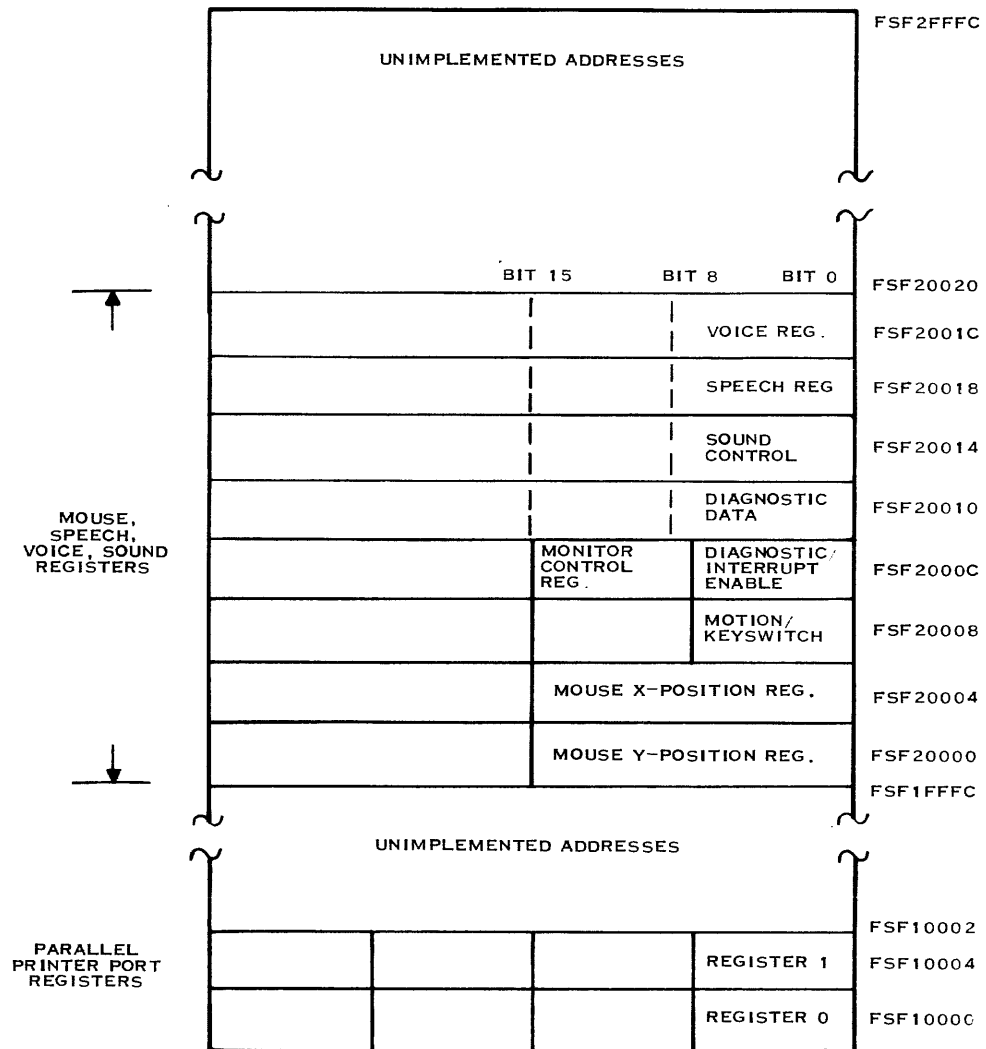 FSF2FFFC
UNIMPLEMENTED ADDRESSES
BIT 15 BIT 8 BIT 0
FSF20020
VOICE REG. FSF2001C
SPEECH REG FSF20018
SOUND
CONTROL
FSF20014
DIAGNOSTIC
DATA
FSF20010
MOUSE,
SPEECH,
VOICE, SOUND
REGISTERS
MONITOR
CONTROL
REG.
DIAGNOSTIC/
INTERRUPT
ENABLE
FSF2000C
MOTION/
KEYSWITCH
FSF20008
MOUSE X-POSITION REG. FSF20004
MOUSE Y-POSITION REG. FSF20000
FSF1FFFC
UNIMPLEMENTED ADDRESSES
FSF10002
PARALLEL
PRINTER PORT
REGISTERS
REGISTER 1 FSF10004
REGISTER 0 FSF10000